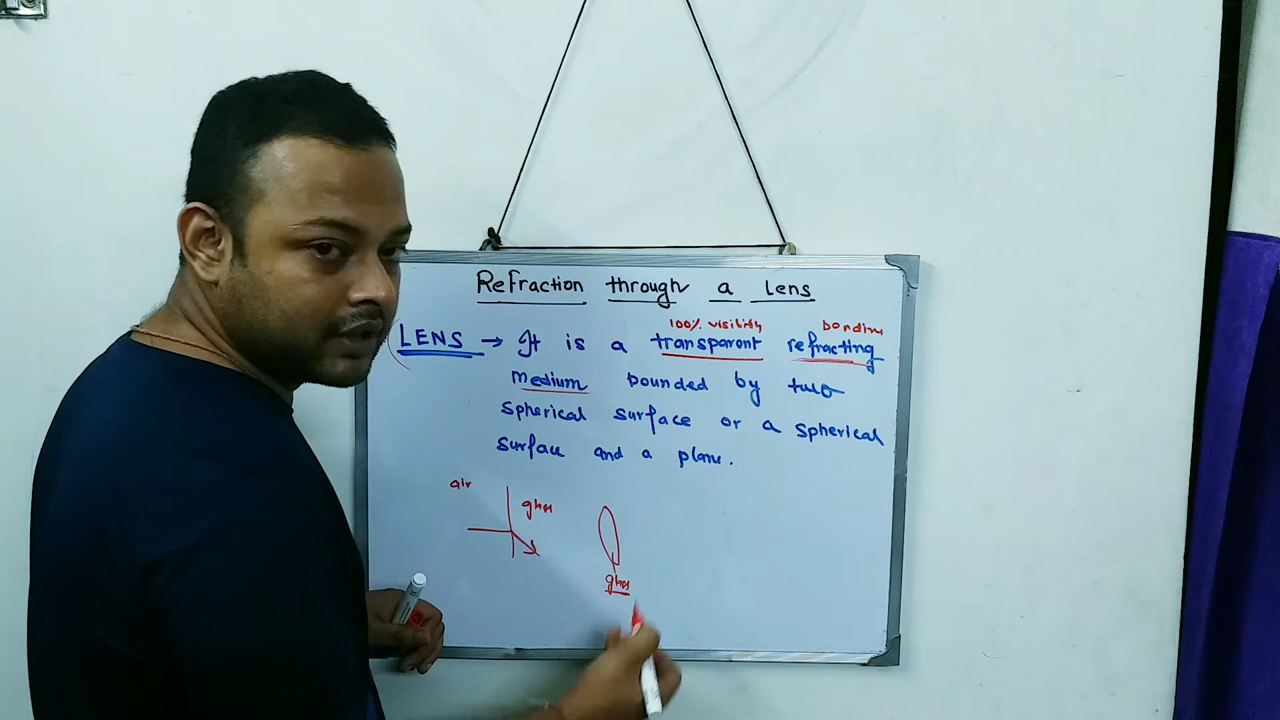 Refraction through a lens
100% visibility bonding
LENS → It is a transparent refracting
medium bounded by two
spherical surface or a spherical
surface and a plane.
air
glass
glass